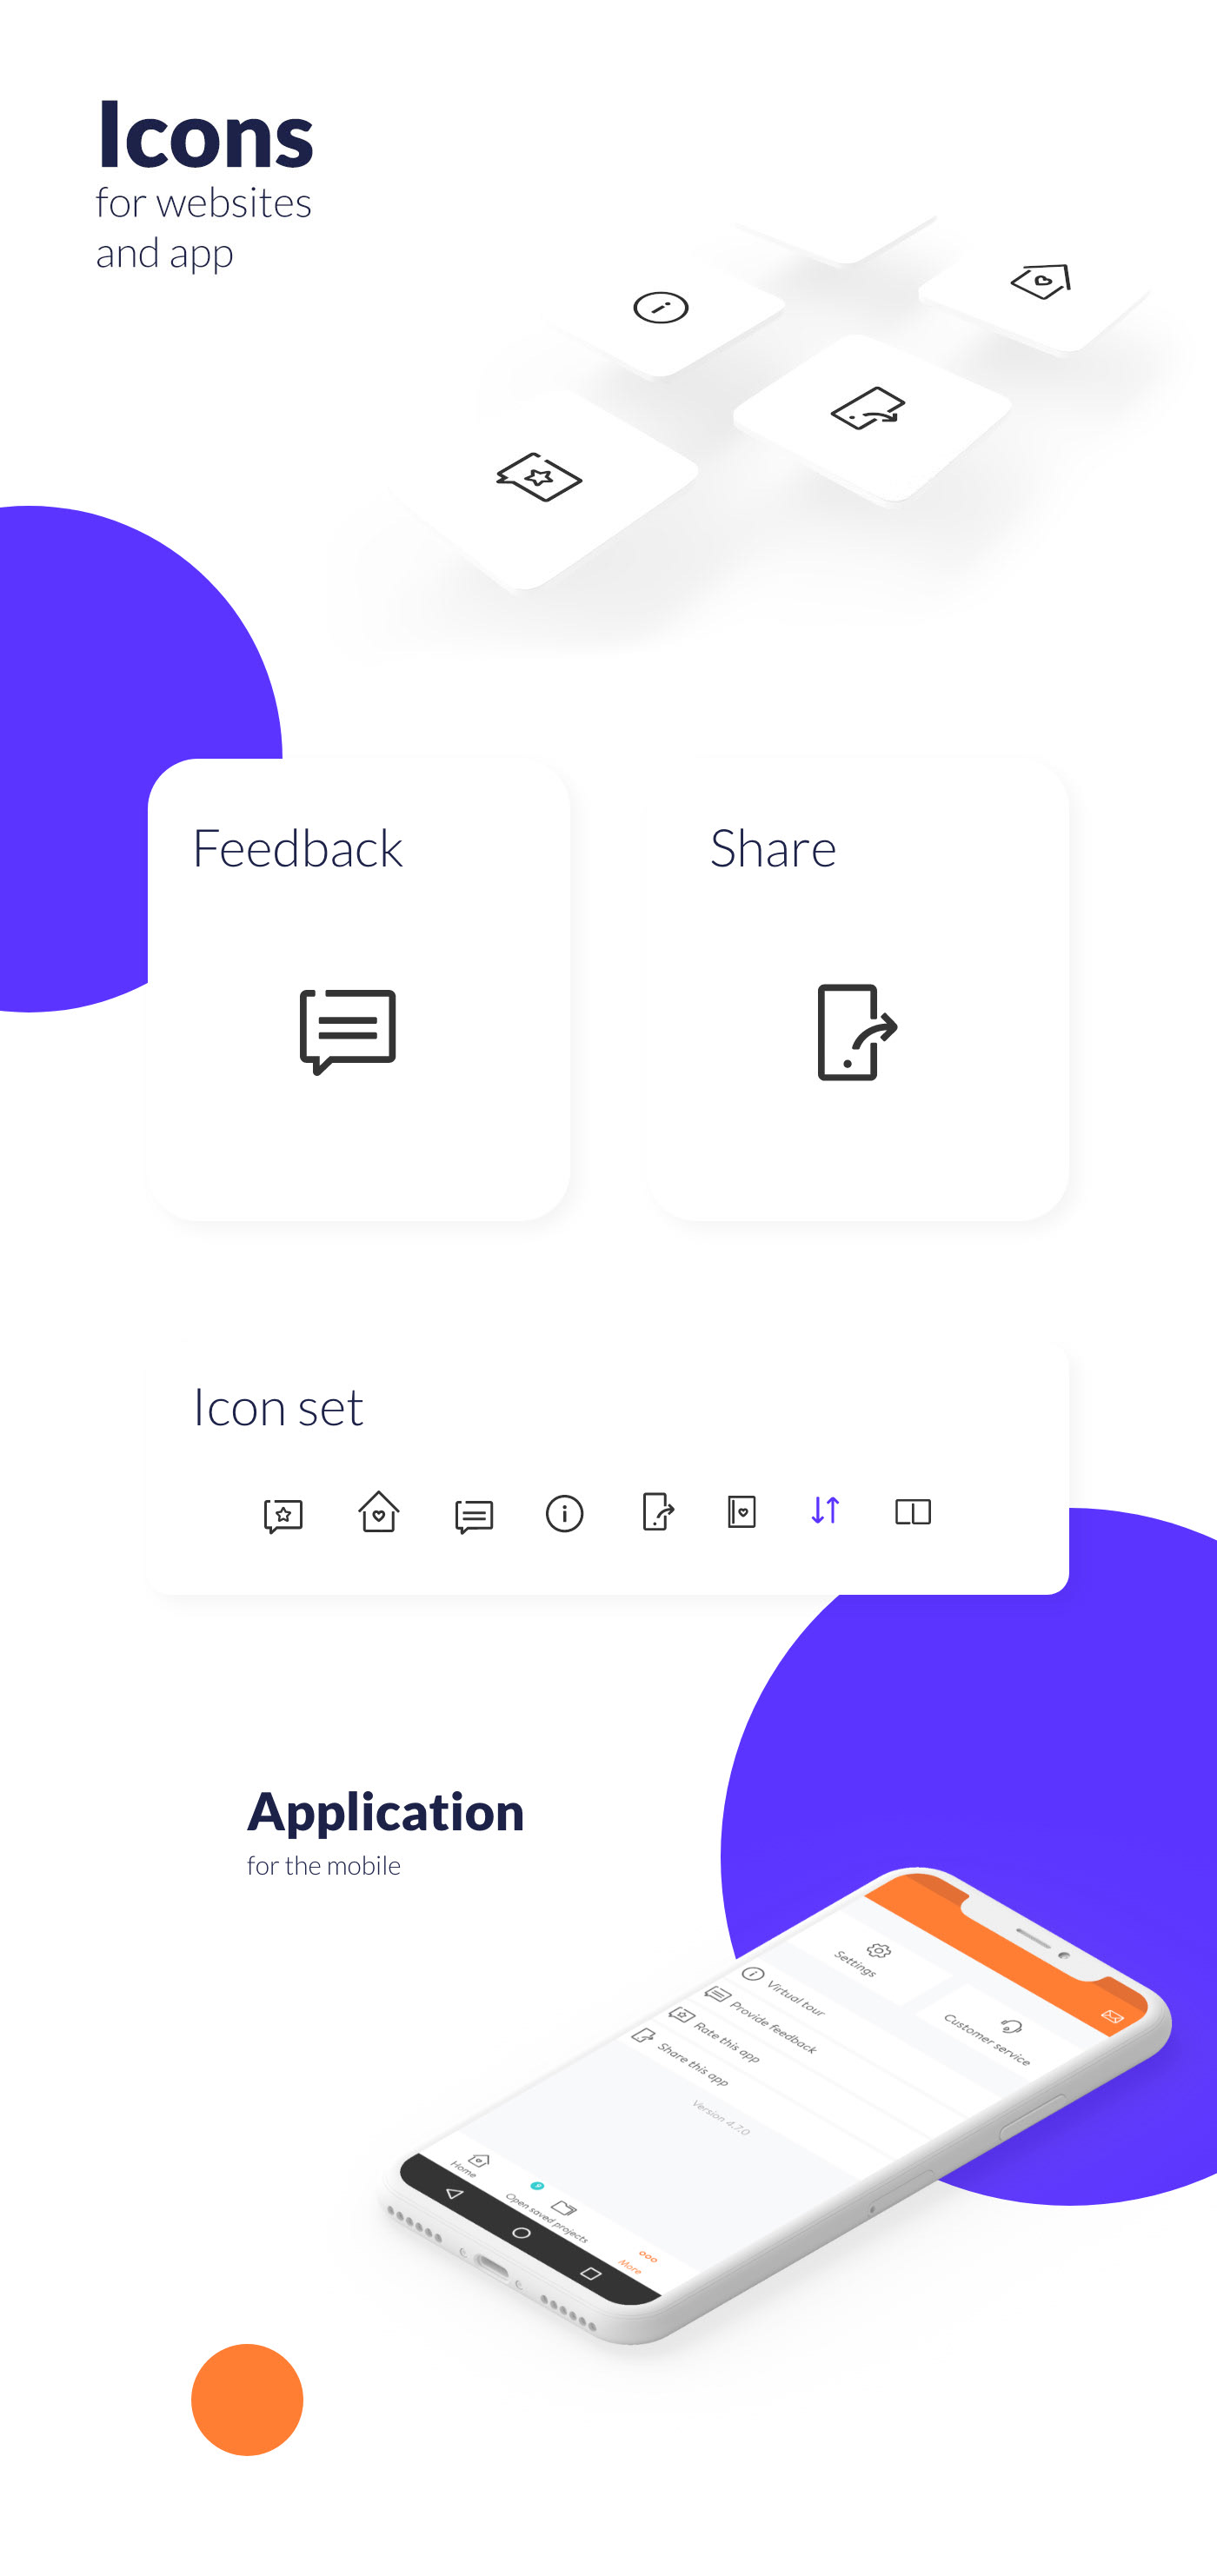 Icons
for websites
and app
Feedback
Share
Icon set
Application
for the mobile
Settings
Customer service
Virtual tour
Provide feedback
Rate this app
Share this app
Version 4.7.0
Home
Open saved projects
More